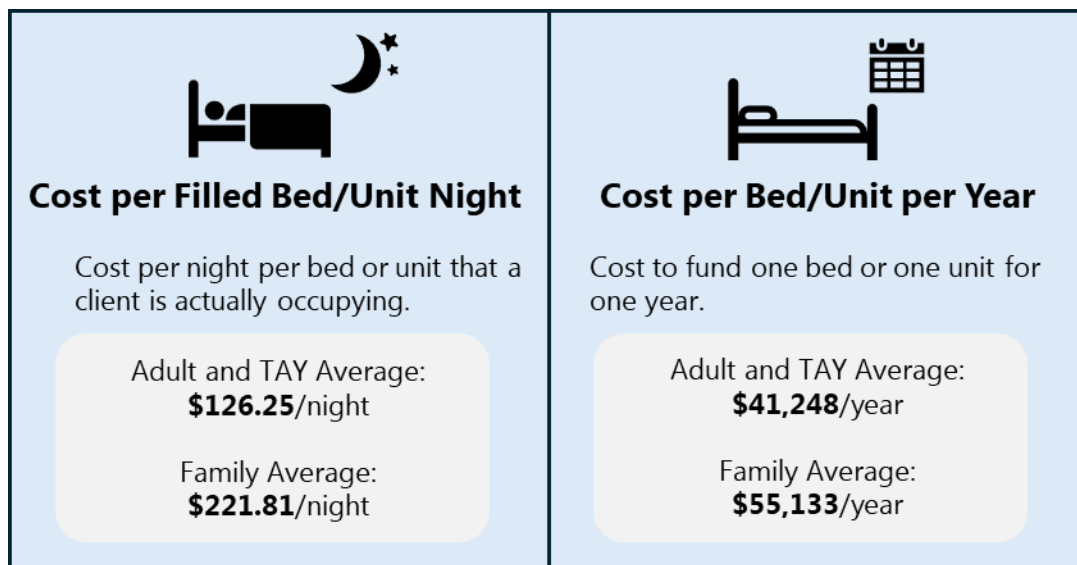 Cost per Filled Bed/Unit Night
Cost per night per bed or unit that a
client is actually occupying.
Adult and TAY Average:
$126.25/night
Family Average:
$221.81/night
Cost per Bed/Unit per Year
Cost to fund one bed or one unit for
one year.
Adult and TAY Average:
$41,248/year
Family Average:
$55,133/year